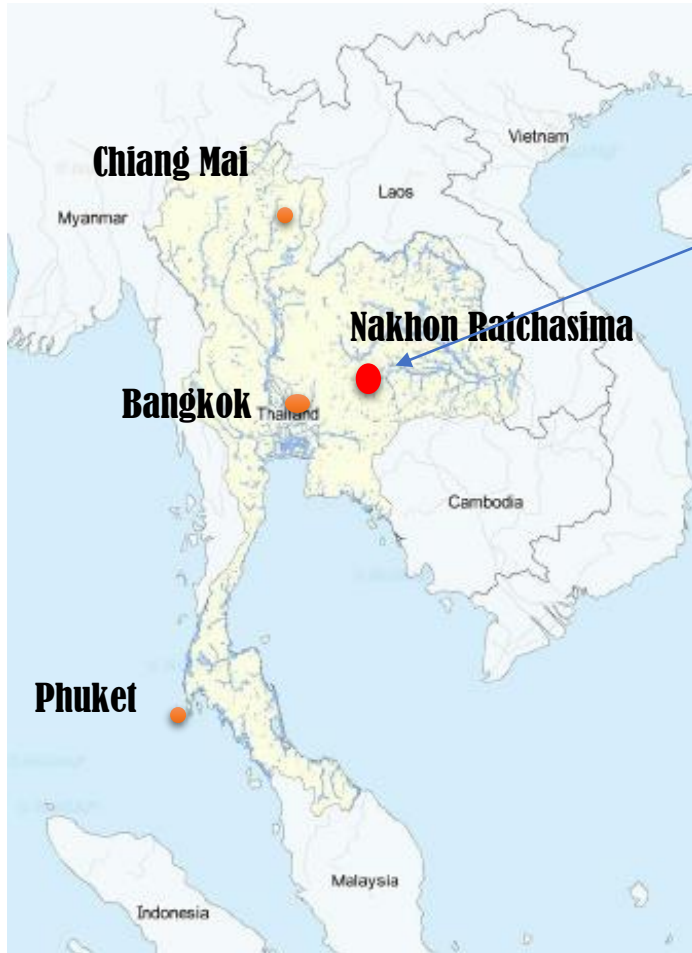 Vietnam
Chiang Mai
Laos
Myanmar
Nakhon Ratchasima
Bangkok
Thailand
Cambodia
Phuket
Malaysia
Indonesia